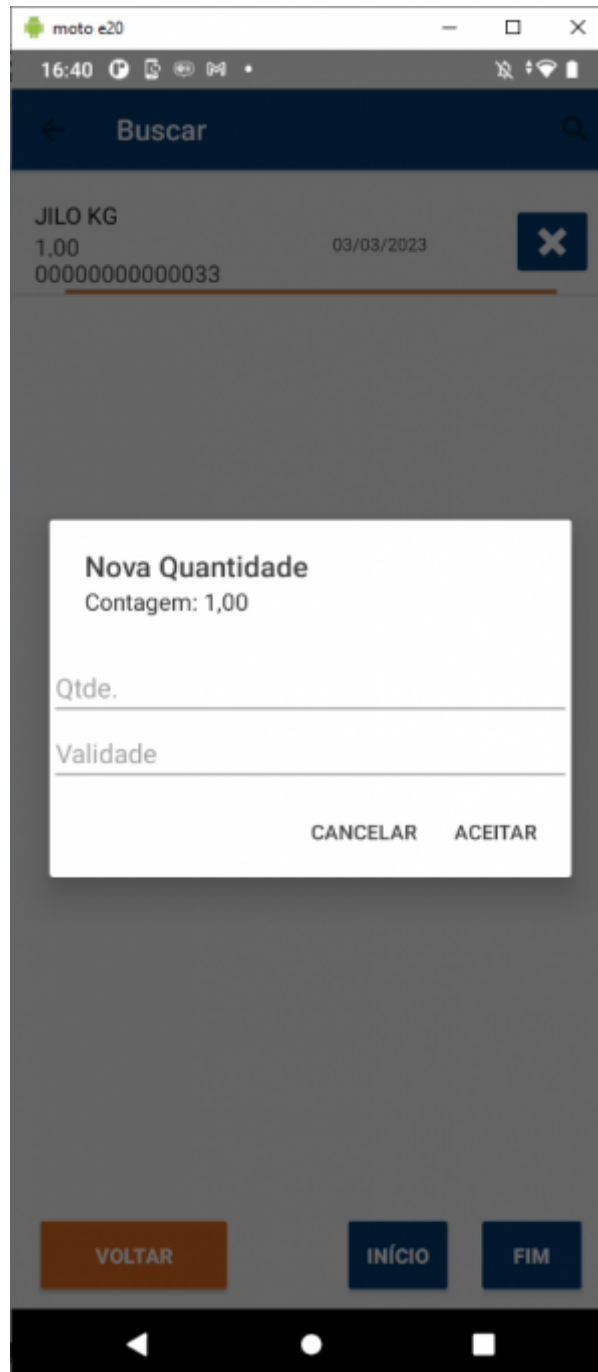 moto e20
16:40
Buscar
JILO KG
1,00
03/03/2023
00000000000033
Nova Quantidade
Contagem: 1,00
Qtde.
Validade
CANCELAR ACEITAR
VOLTAR INÍCIO FIM